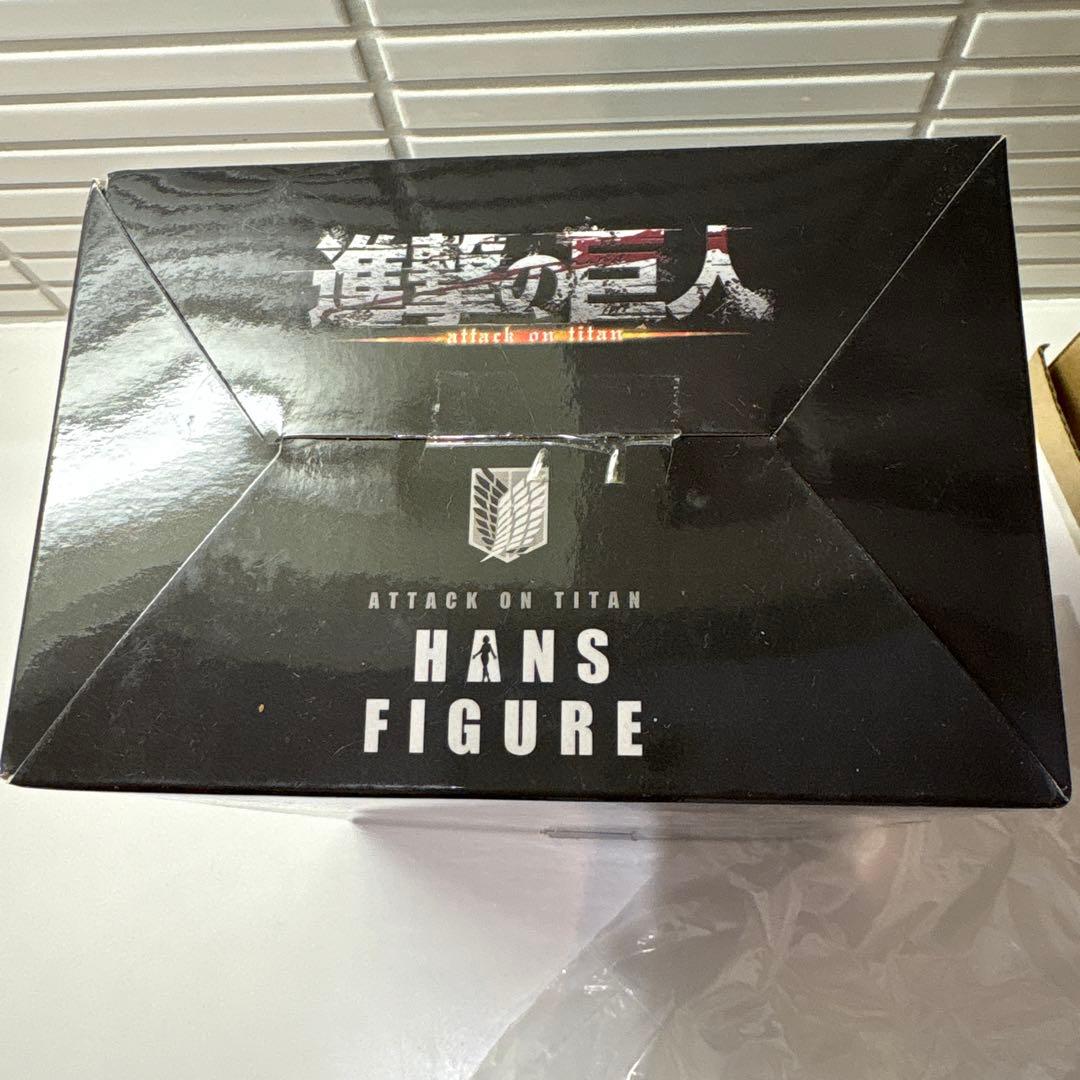 進撃の巨人
attack on titan
ATTACK ON TITAN
HANS
FIGURE